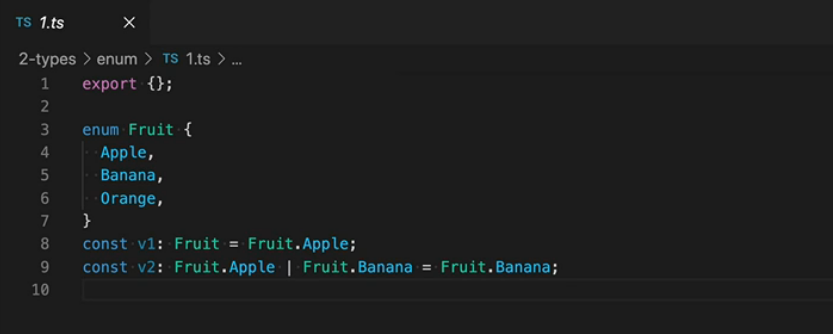 TS 1.ts ×
2-types > enum > TS 1.ts > ...
1 export {};
2
3 enum Fruit {
4   Apple,
5   Banana,
6   Orange,
7 }
8 const v1: Fruit = Fruit.Apple;
9 const v2: Fruit.Apple | Fruit.Banana = Fruit.Banana;
10